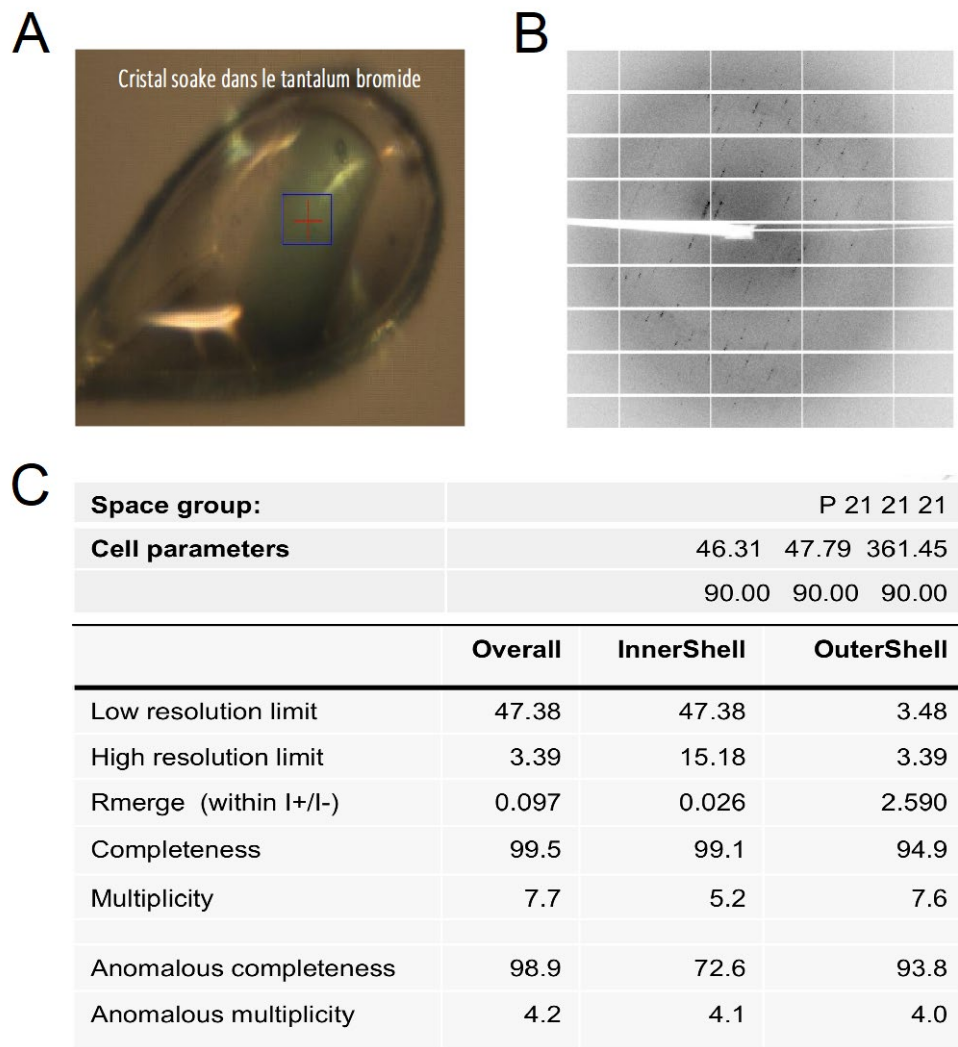 A
B
Cristal soake dans le tantalum bromide
C
Space group: P 21 21 21
Cell parameters 46.31 47.79 361.45
90.00 90.00 90.00
Overall InnerShell OuterShell
Low resolution limit 47.38 47.38 3.48
High resolution limit 3.39 15.18 3.39
Rmerge (within I+/I-) 0.097 0.026 2.590
Completeness 99.5 99.1 94.9
Multiplicity 7.7 5.2 7.6
Anomalous completeness 98.9 72.6 93.8
Anomalous multiplicity 4.2 4.1 4.0